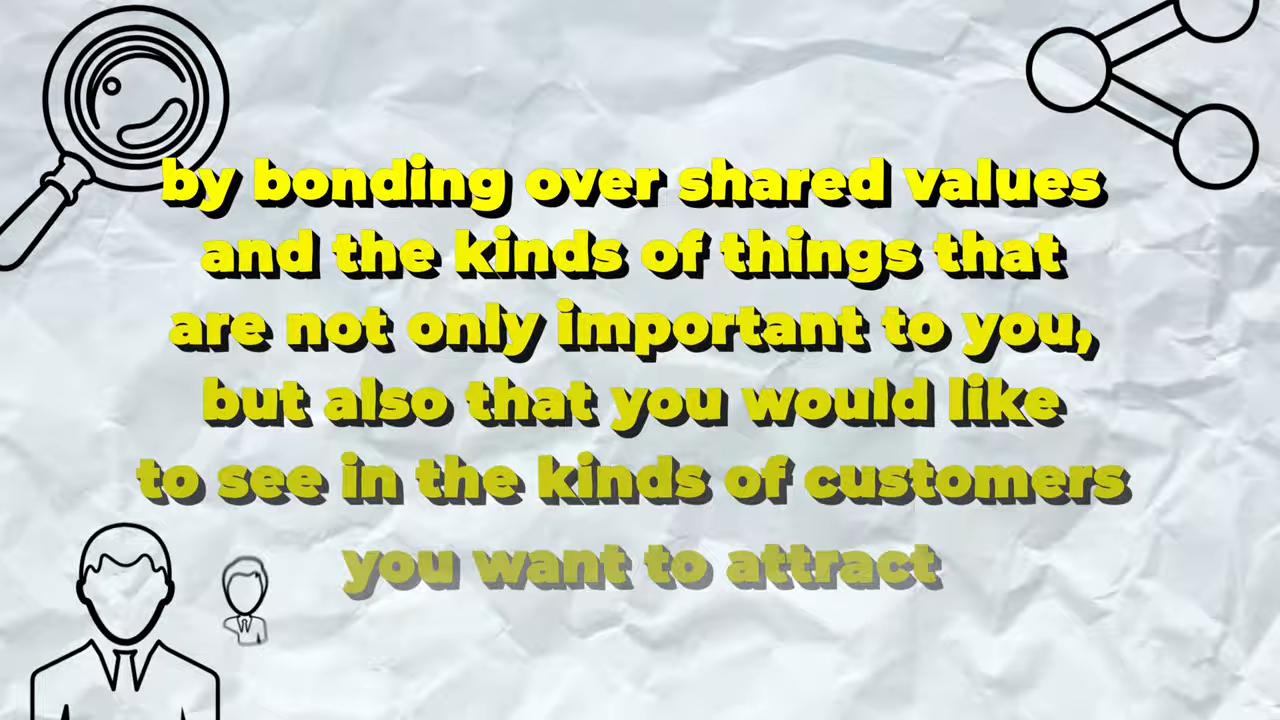 by bonding over shared values
and the kinds of things that
are not only important to you,
but also that you would like
to see in the kinds of customers
you want to attract